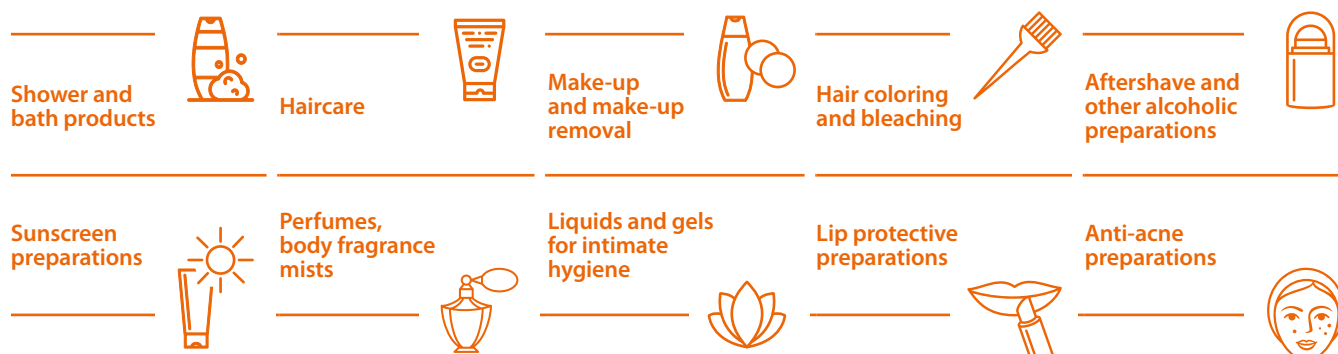 Shower and
bath products
Haircare
Make-up
and make-up
removal
Hair coloring
and bleaching
Aftershave and
other alcoholic
preparations
Sunscreen
preparations
Perfumes,
body fragrance
mists
Liquids and gels
for intimate
hygiene
Lip protective
preparations
Anti-acne
preparations